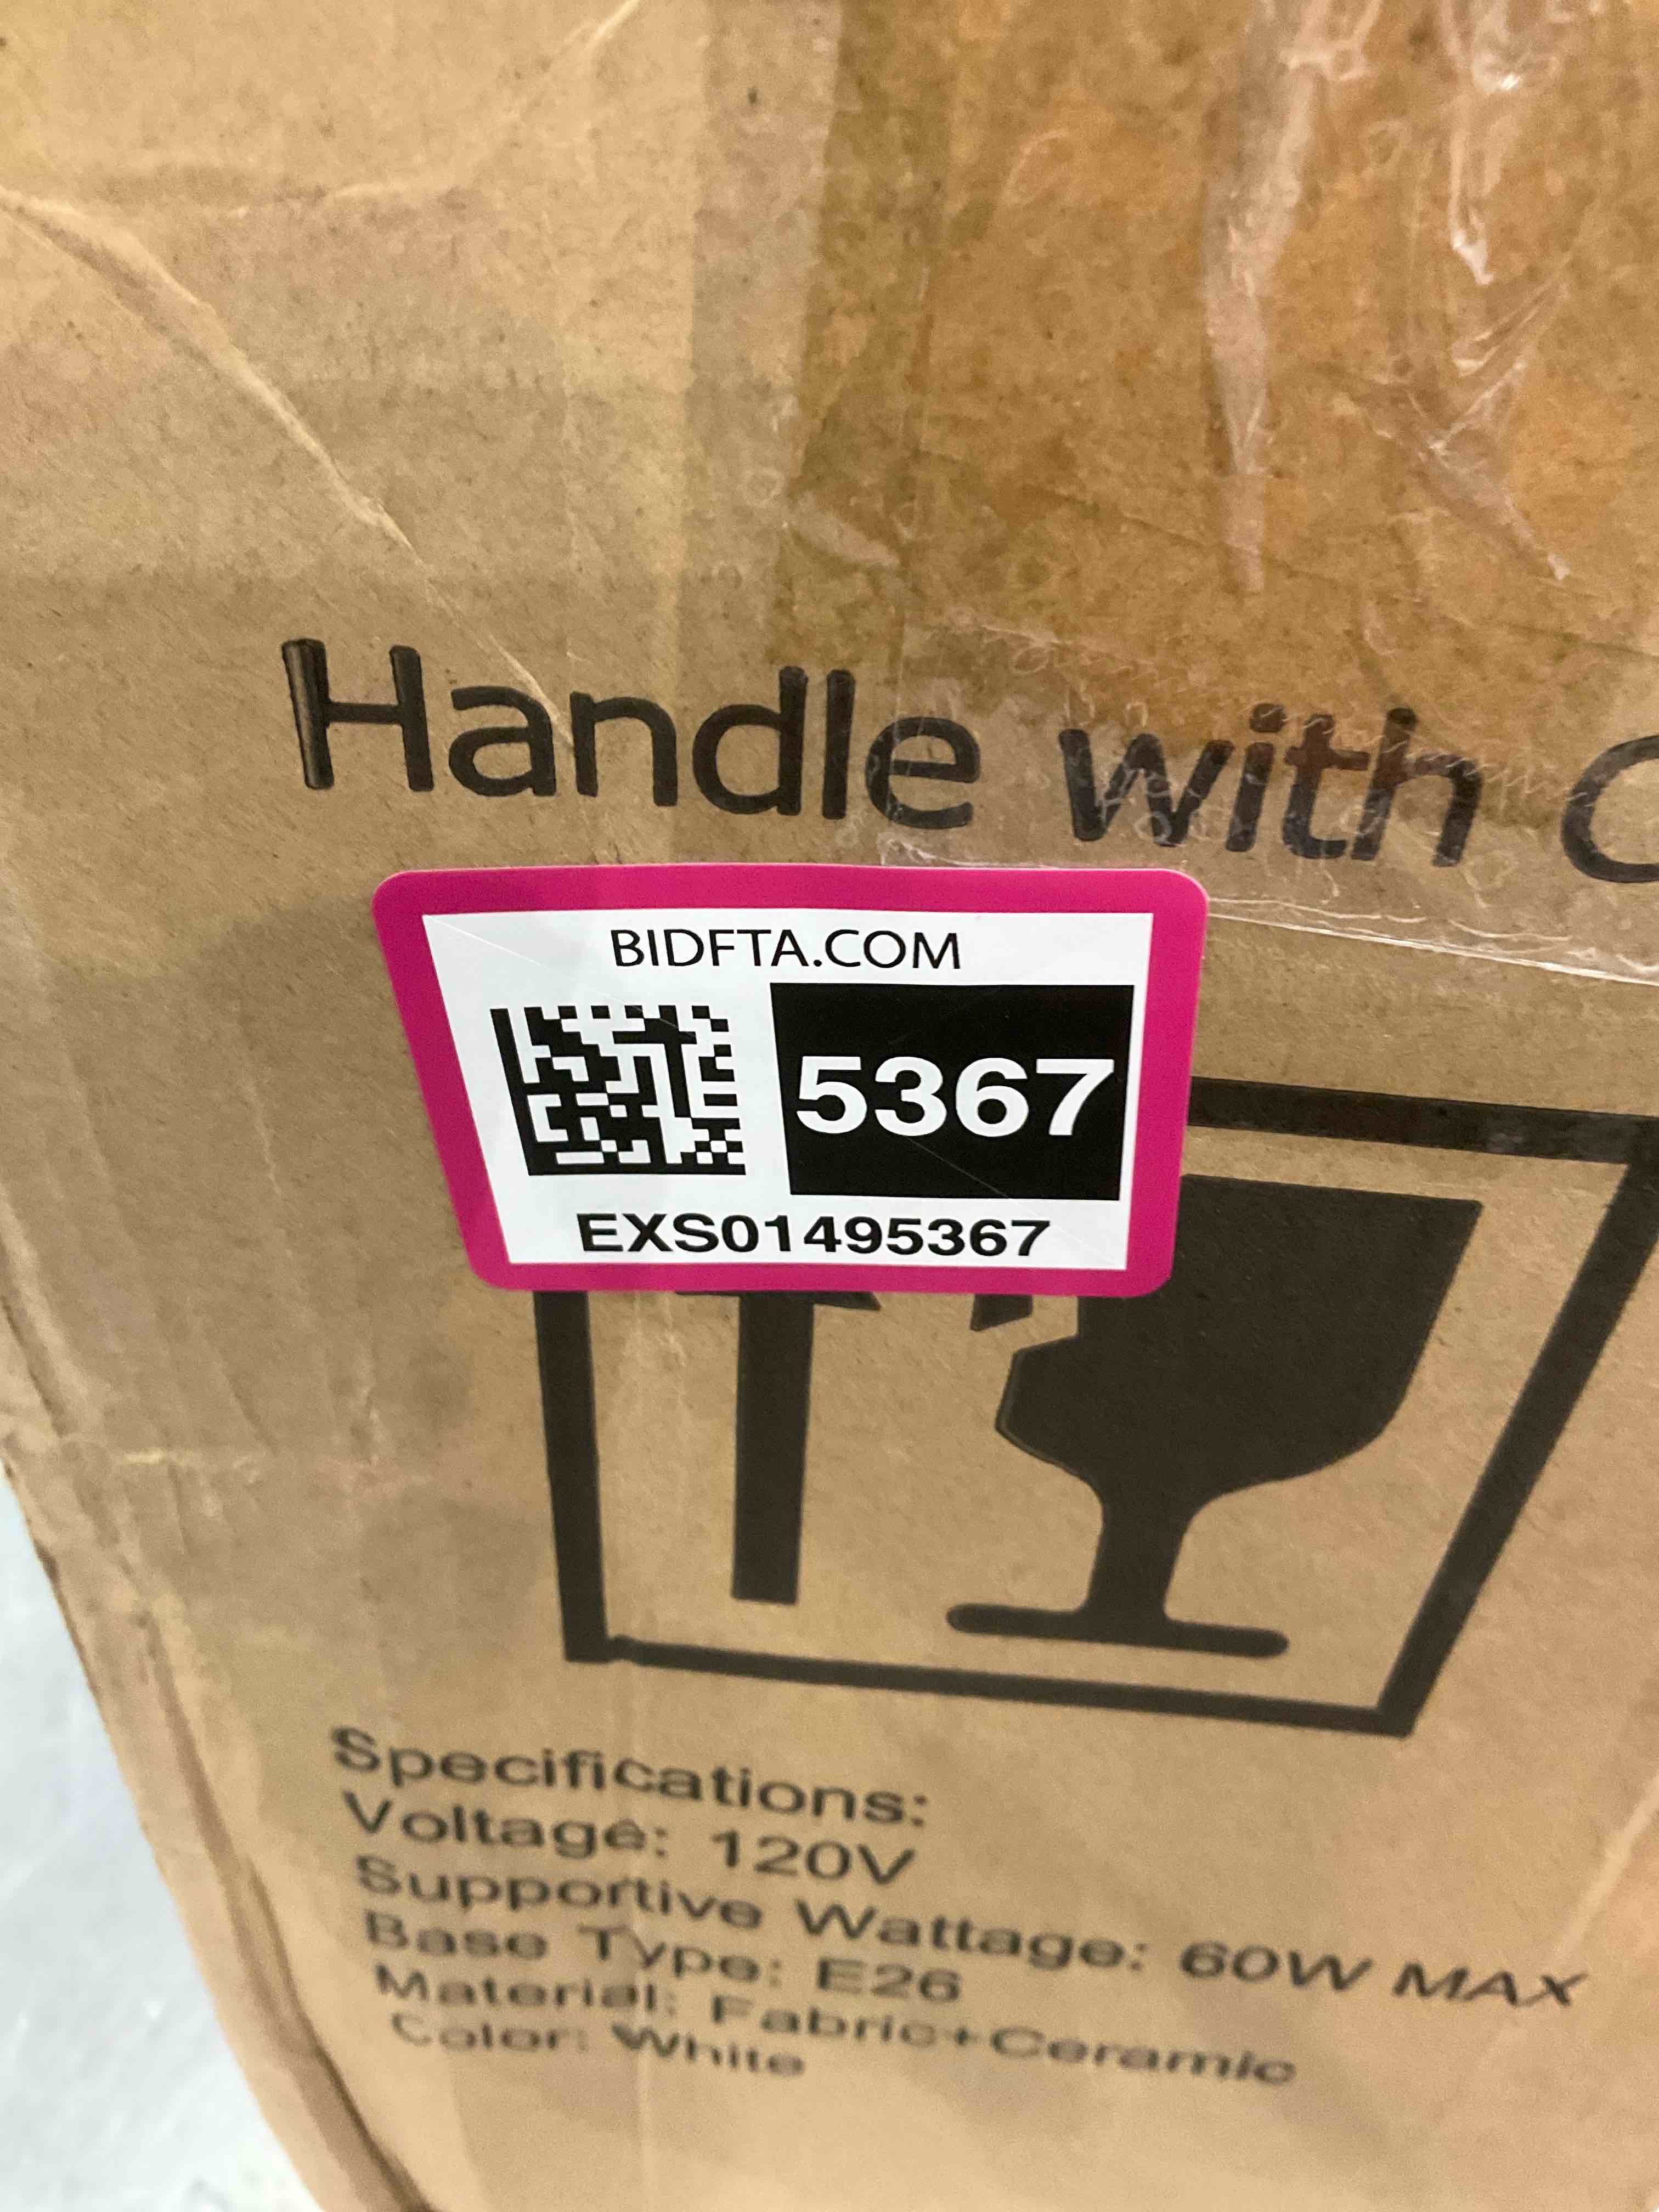 Handle with
BIDFTA.COM
5367
EXS01495367
Specifications:
Voltage: 120V
Supportive Wattage: 60W MAX
Base Type: E26
Material: Fabric+Ceramic
Color: White